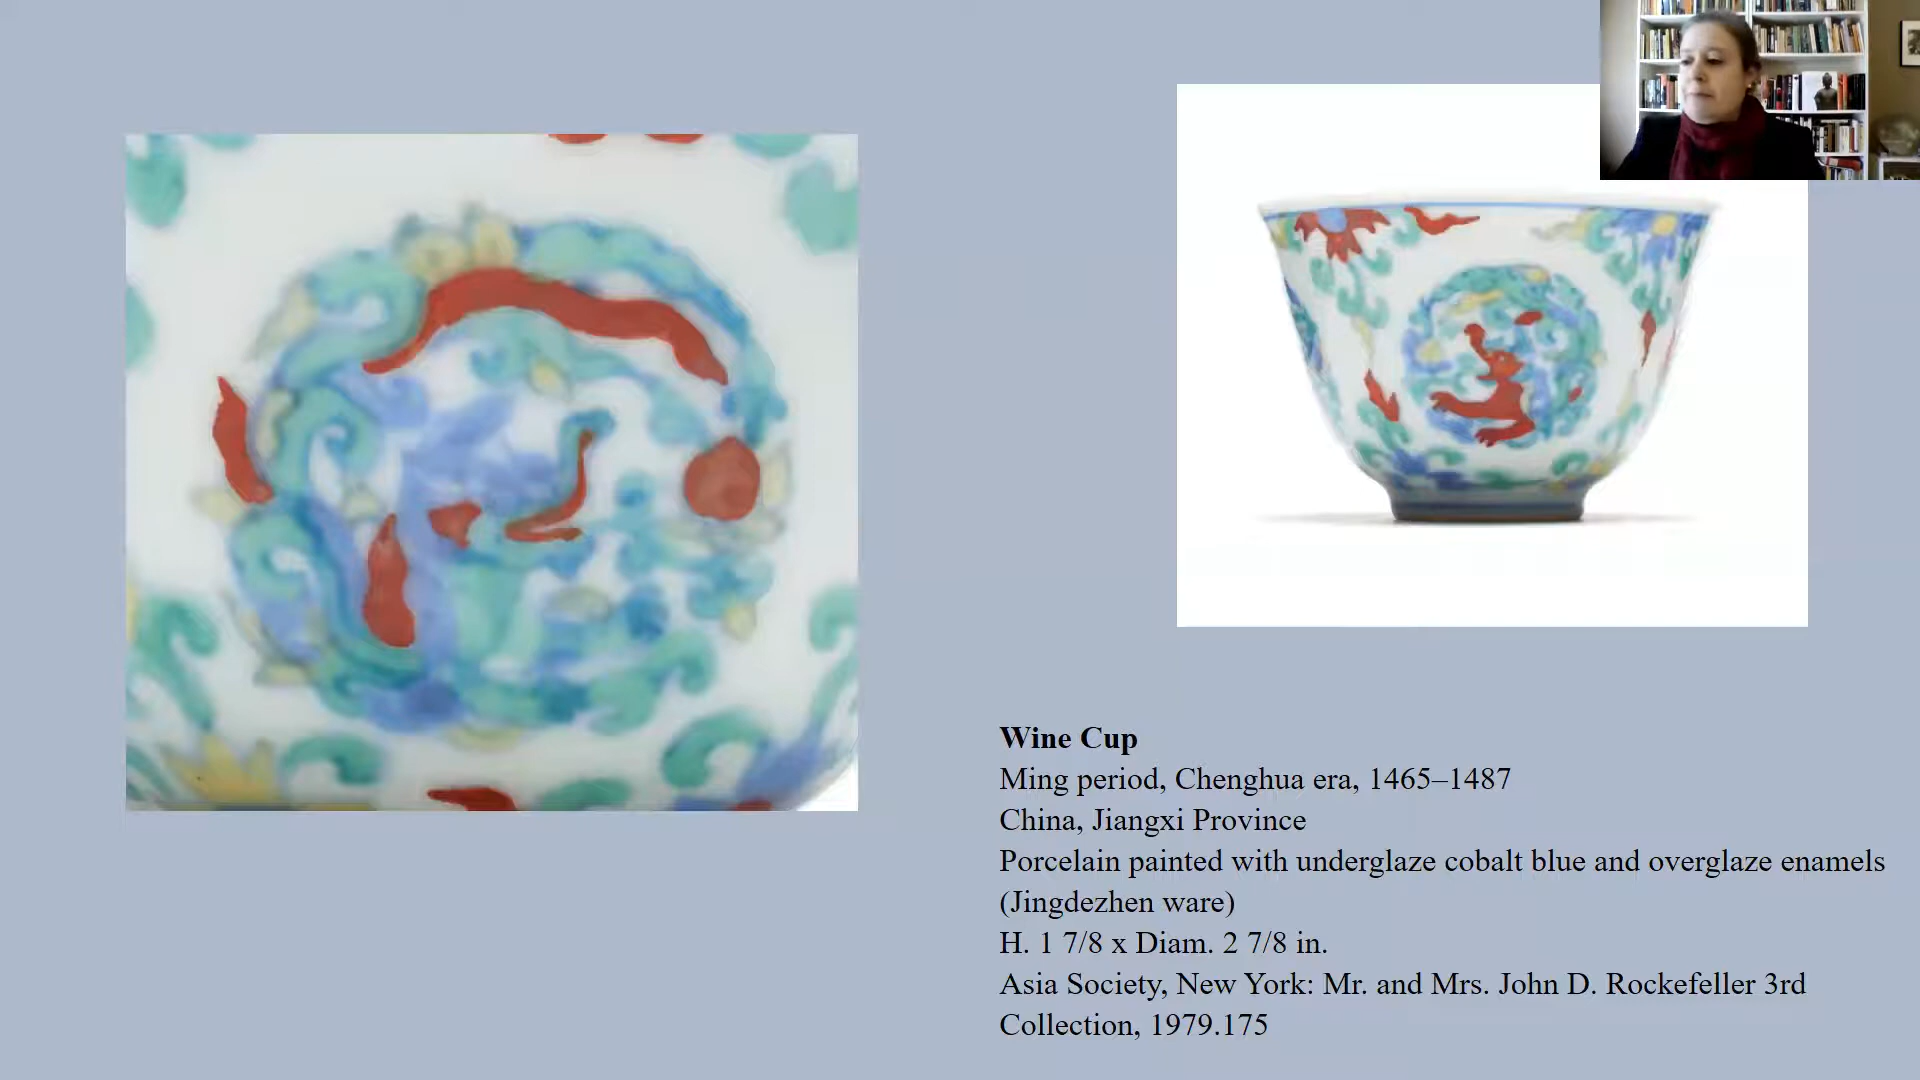 Wine Cup
Ming period, Chenghua era, 1465–1487
China, Jiangxi Province
Porcelain painted with underglaze cobalt blue and overglaze enamels
(Jingdezhen ware)
H. 1 7/8 x Diam. 2 7/8 in.
Asia Society, New York: Mr. and Mrs. John D. Rockefeller 3rd
Collection, 1979.175